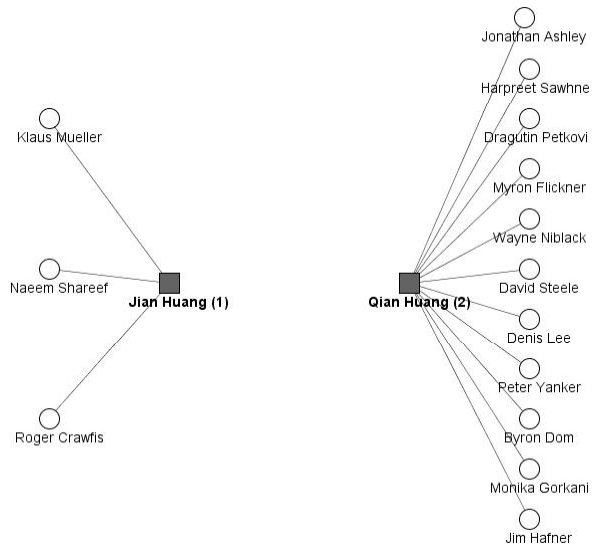 Jonathan Ashley
Harpreet Sawhne
Klaus Mueller
Dragutin Petkovi
Myron Flickner
Wayne Niblack
Naeem Shareef
David Steele
Jian Huang (1)
Qian Huang (2)
Denis Lee
Peter Yanker
Roger Crawfis
Byron Dom
Monika Gorkani
Jim Hafner